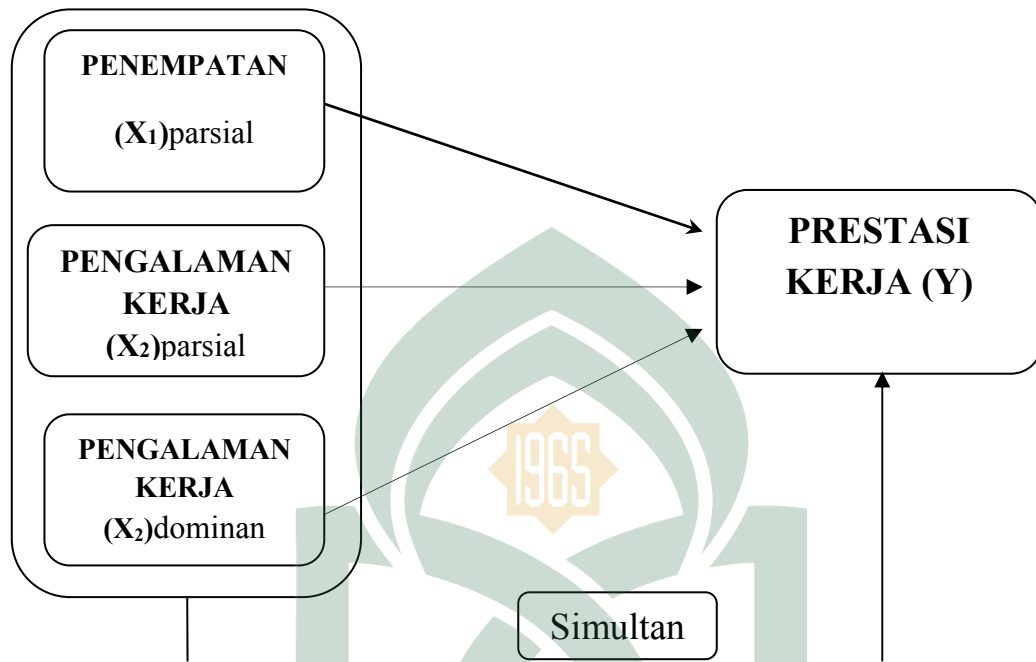 PENEMPATAN
(X₁)parsial
PENGALAMAN
KERJA
(X₂)parsial
PENGALAMAN
KERJA
(X₂)dominan
PRESTASI
KERJA (Y)
1965
Simultan